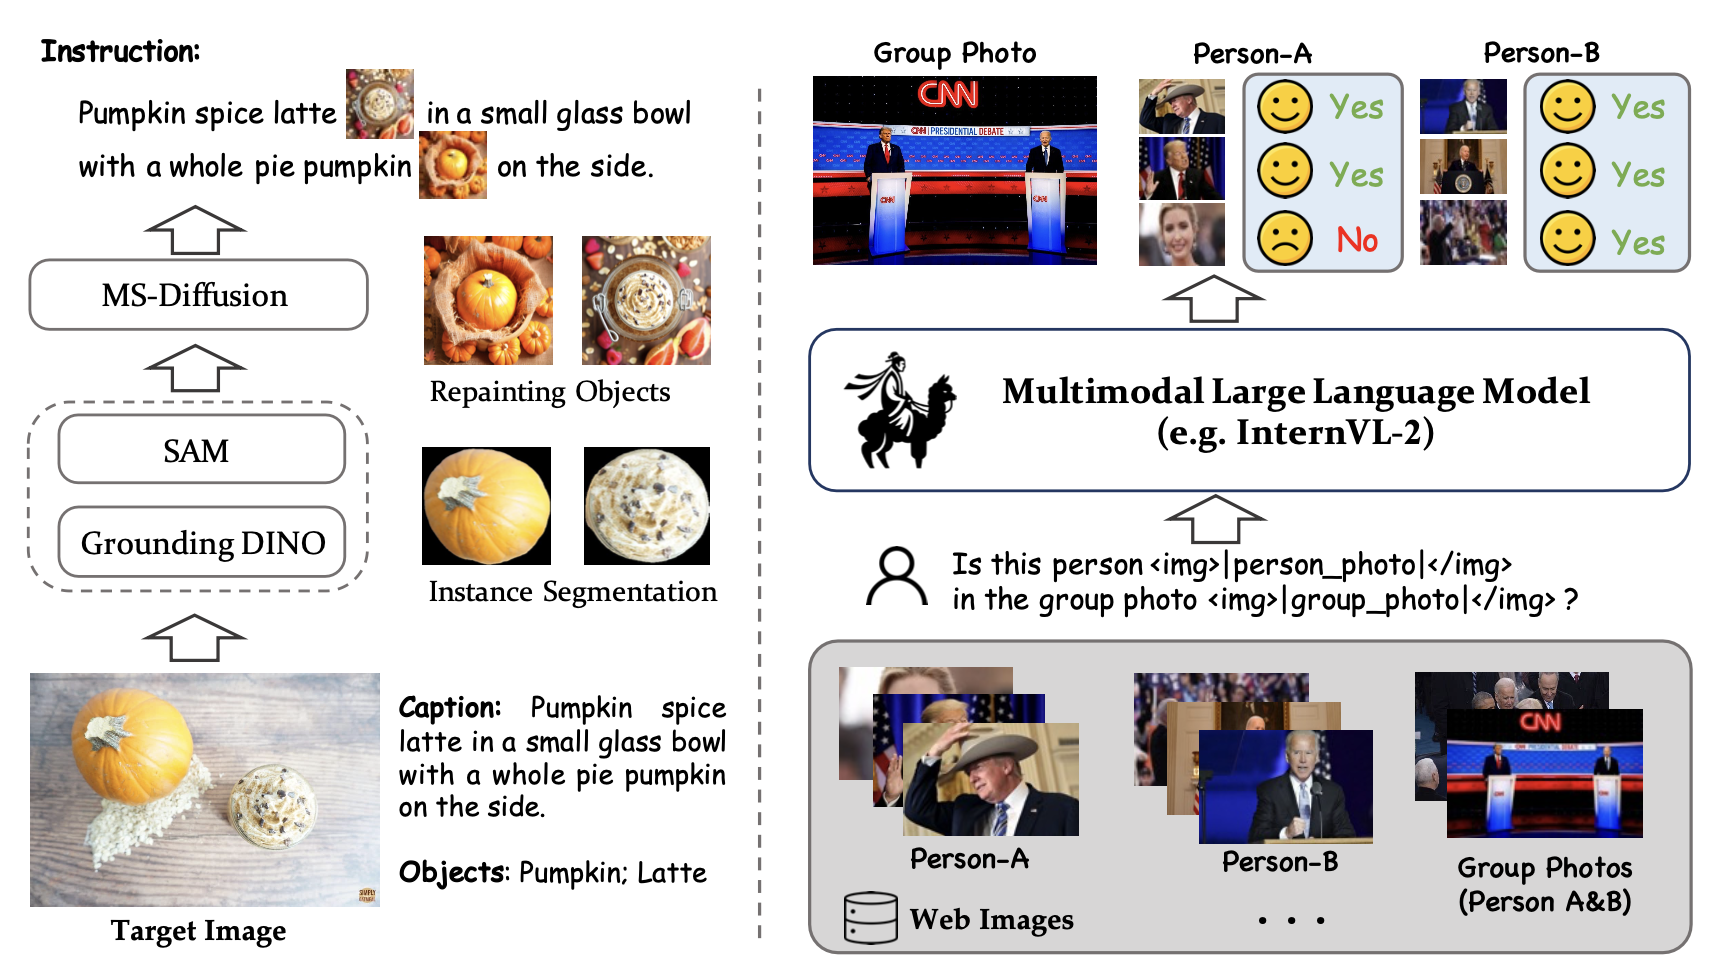 Instruction:
Pumpkin spice latte in a small glass bowl
with a whole pie pumpkin on the side.
MS-Diffusion
SAM
Grounding DINO
Repainting Objects
Instance Segmentation
Caption: Pumpkin spice
latte in a small glass bowl
with a whole pie pumpkin
on the side.
Objects: Pumpkin; Latte
SIMPLY
Target Image
Group Photo
CNN
CNN PRESIDENTIAL DEBATE
CNN
CNN
Person-A
Yes
Yes
No
Person-B
Yes
Yes
Yes
Multimodal Large Language Model
(e.g. InternVL-2)
Is this person <img>|person_photo|</img>
in the group photo <img>|group_photo|</img> ?
Person-A
Person-B
CNN
Group Photos
(Person A&B)
Web Images
. . .